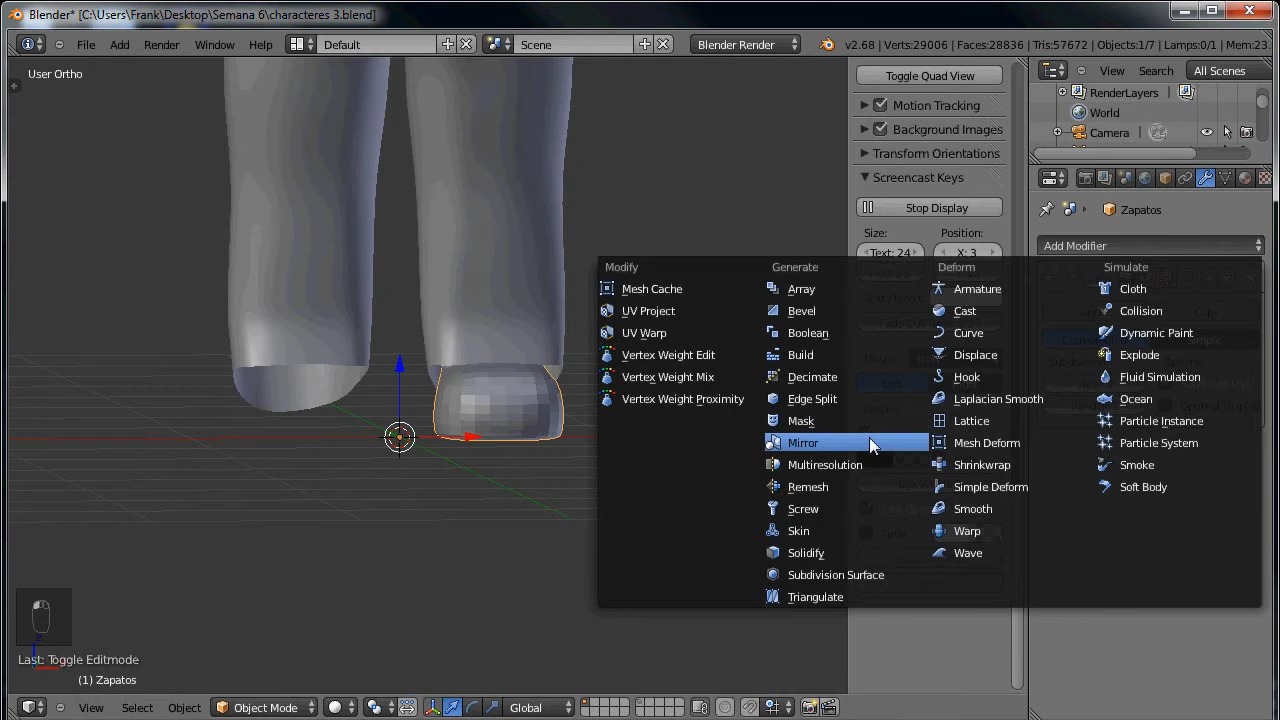 Blender* [C:\Users\Frank\Desktop\Semana 6\characteres 3.blend]
File Add Render Window Help Default Scene Blender Render v2.68 | Verts:29006 | Faces:28836 | Tris:57672 | Objects:1/7 | Lamps:0/1 | Mem:23.
User Ortho
Toggle Quad View
Motion Tracking
Background Images
Transform Orientations
Screencast Keys
Stop Display
Size: Position:
Text: 24 X: 3
View Search All Scenes
RenderLayers
World
Camera
Zapatos
Add Modifier
Modify
Mesh Cache
UV Project
UV Warp
Vertex Weight Edit
Vertex Weight Mix
Vertex Weight Proximity
Generate
Array
Bevel
Boolean
Build
Decimate
Edge Split
Mask
Mirror
Multiresolution
Remesh
Screw
Skin
Solidify
Subdivision Surface
Triangulate
Deform
Armature
Cast
Curve
Displace
Hook
Laplacian Smooth
Lattice
Mesh Deform
Shrinkwrap
Simple Deform
Smooth
Warp
Wave
Simulate
Cloth
Collision
Dynamic Paint
Explode
Fluid Simulation
Ocean
Particle Instance
Particle System
Smoke
Soft Body
Last: Toggle Editmode
(1) Zapatos
View Select Object Object Mode Global